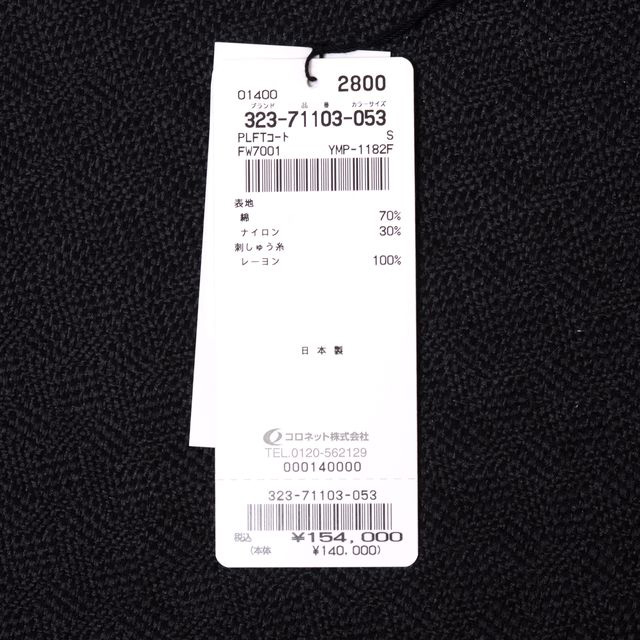 01400 2800
ブランド 品 番 カラーサイズ
323-71103-053
PLFTコート S
FW7001 YMP-1182F
表地
綿 70%
ナイロン 30%
刺しゅう糸
レーヨン 100%
日本製
コロネット株式会社
TEL.0120-562129
000140000
323-71103-053
税込 ¥154,000
(本体 ¥140,000)